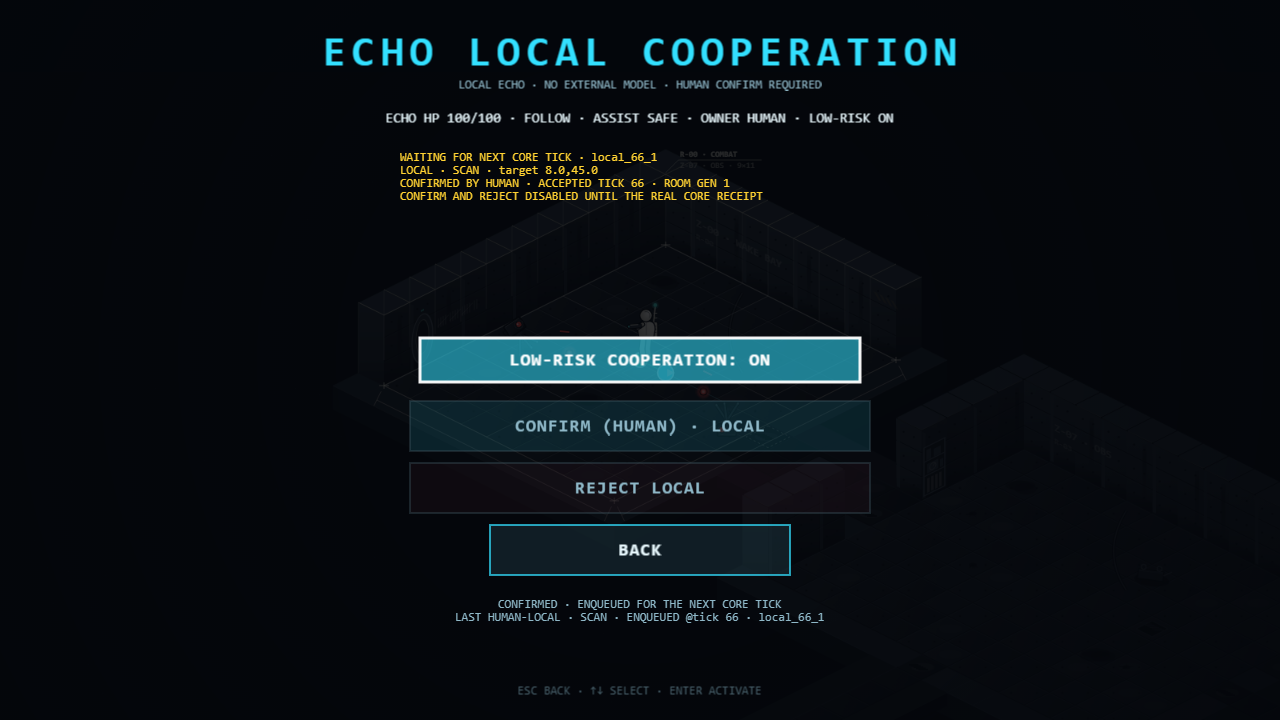 ECHO LOCAL COOPERATION
LOCAL ECHO · NO EXTERNAL MODEL · HUMAN CONFIRM REQUIRED
ECHO HP 100/100 · FOLLOW · ASSIST SAFE · OWNER HUMAN · LOW-RISK ON
WAITING FOR NEXT CORE TICK · local_66_1
LOCAL · SCAN · target 8.0,45.0
CONFIRMED BY HUMAN · ACCEPTED TICK 66 · ROOM GEN 1
CONFIRM AND REJECT DISABLED UNTIL THE REAL CORE RECEIPT
LOW-RISK COOPERATION: ON
CONFIRM (HUMAN) · LOCAL
REJECT LOCAL
BACK
CONFIRMED · ENQUEUED FOR THE NEXT CORE TICK
LAST HUMAN-LOCAL · SCAN · ENQUEUED @tick 66 · local_66_1
ESC BACK · ↑↓ SELECT · ENTER ACTIVATE